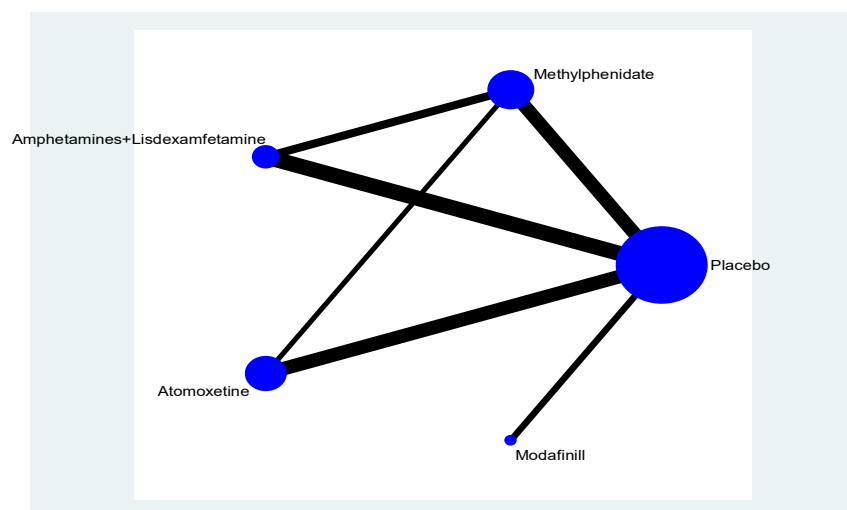 Methylphenidate
Amphetamines+Lisdexamfetamine
Placebo
Atomoxetine
Modafinill